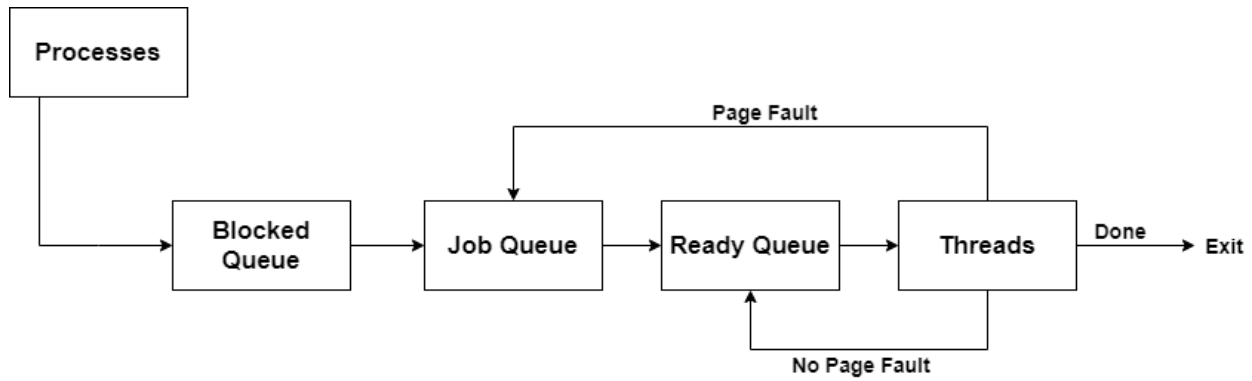 Processes
Page Fault
Blocked
Queue
Job Queue
Ready Queue
Threads
Done
Exit
No Page Fault